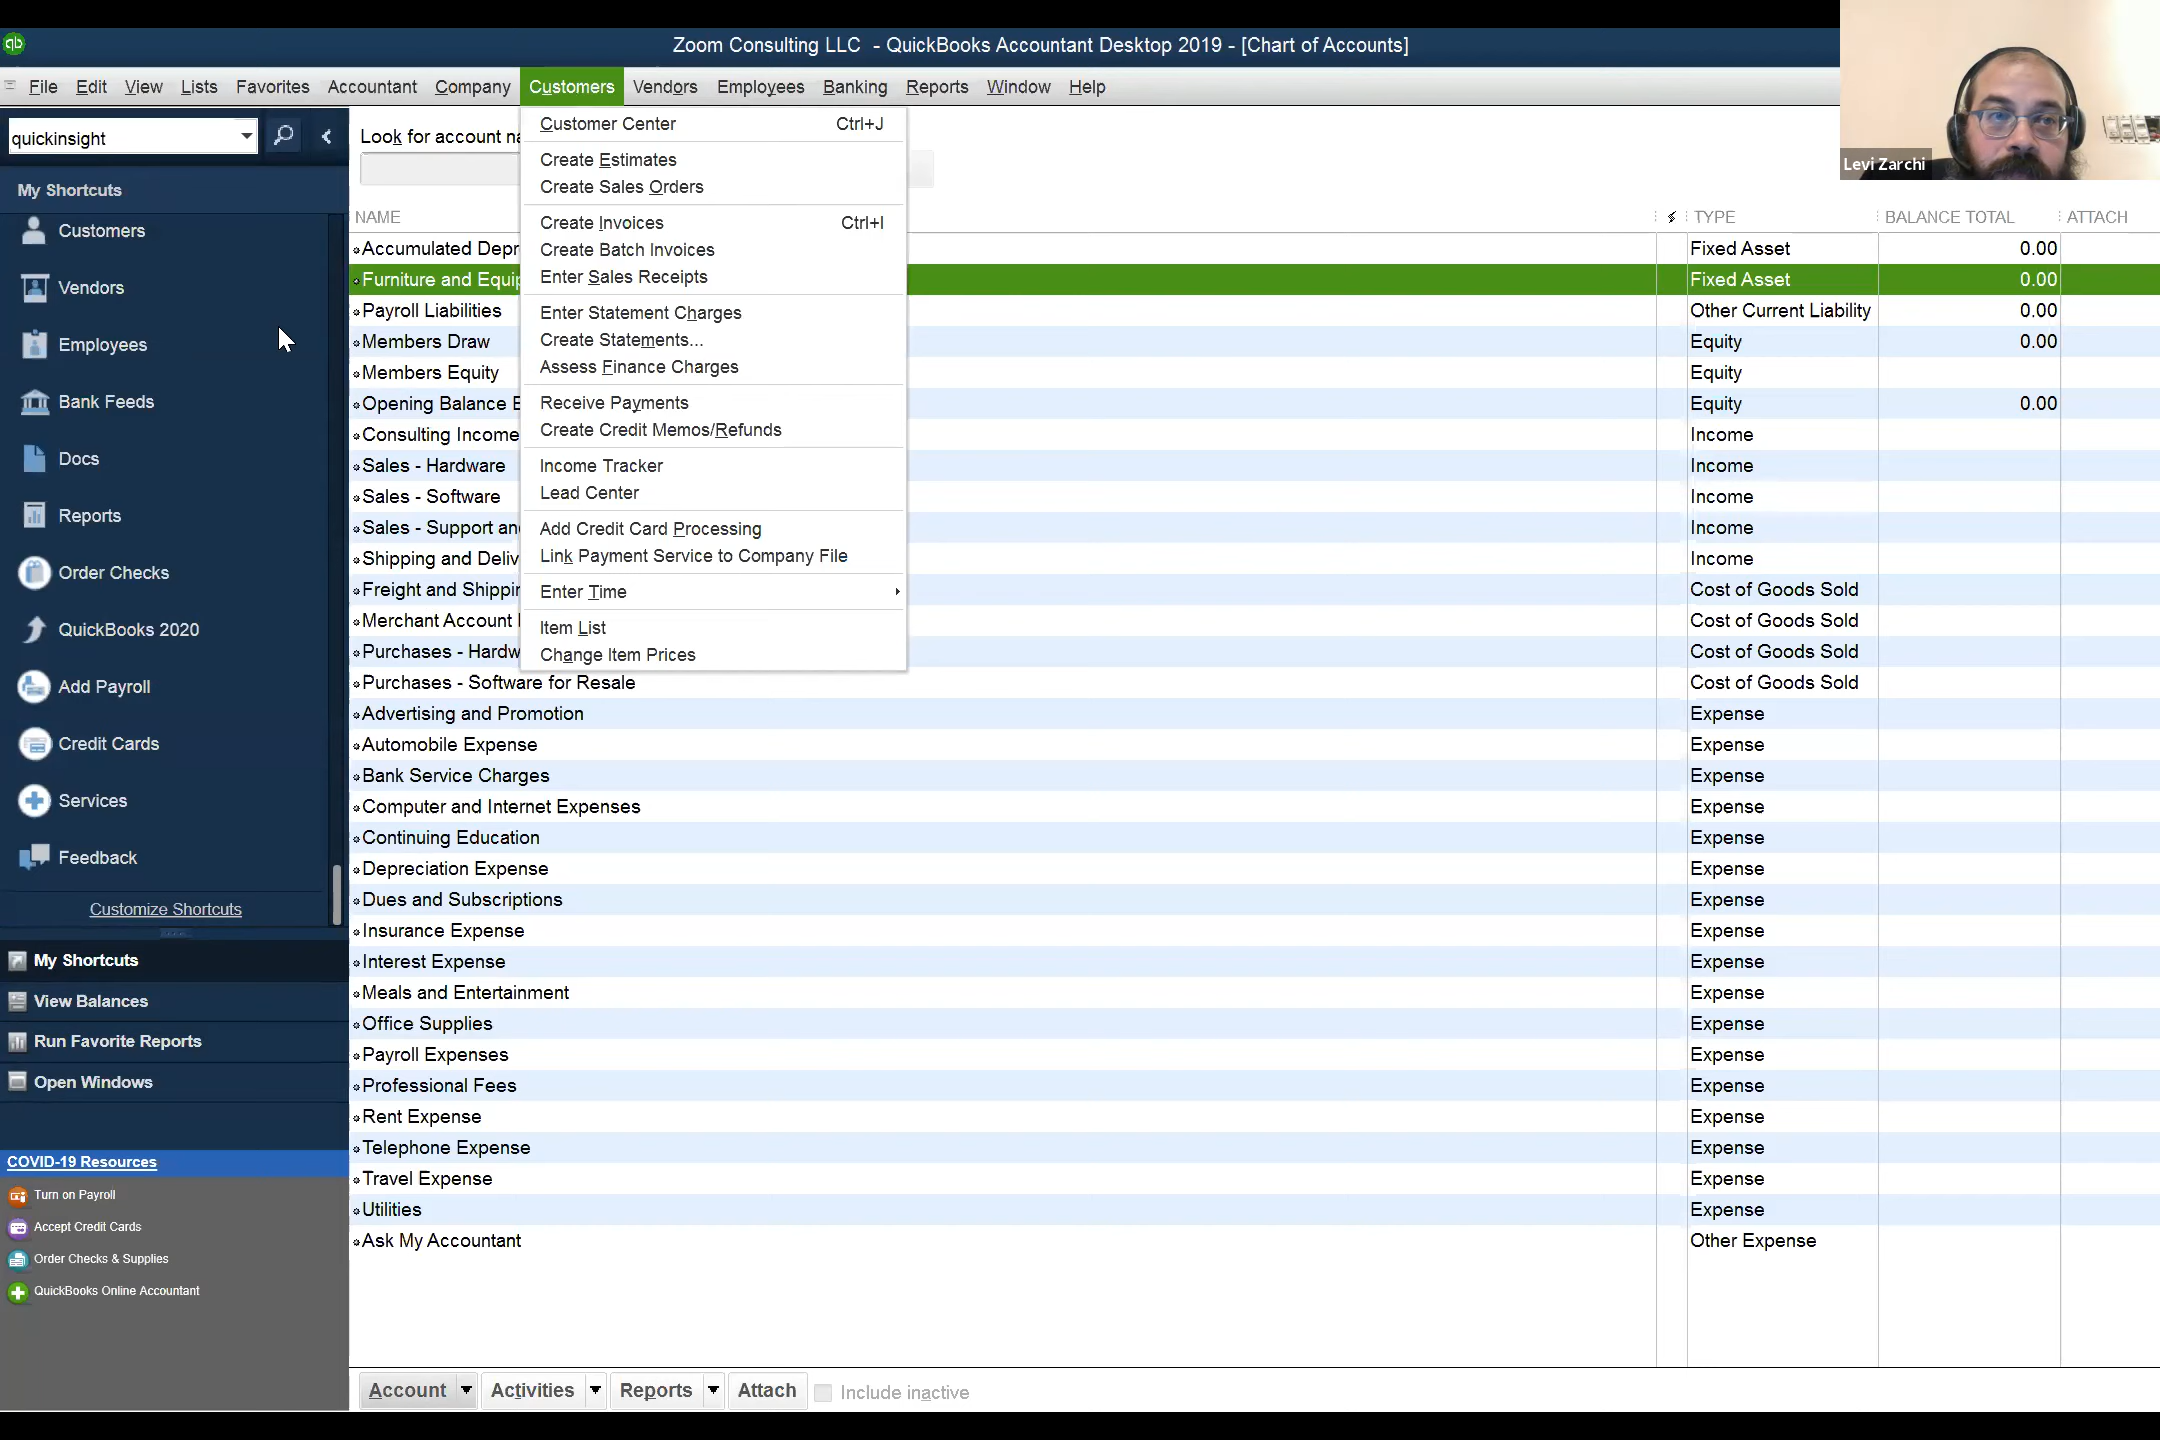 qb
Zoom Consulting LLC - QuickBooks Accountant Desktop 2019 - [Chart of Accounts]
File Edit View Lists Favorites Accountant Company Customers Vendors Employees Banking Reports Window Help
Levi Zarchi
quickinsight
My Shortcuts
Customers
Vendors
Employees
Bank Feeds
Docs
Reports
Order Checks
QuickBooks 2020
Add Payroll
Credit Cards
Services
Feedback
Customize Shortcuts
My Shortcuts
View Balances
Run Favorite Reports
Open Windows
COVID-19 Resources
Turn on Payroll
Accept Credit Cards
Order Checks & Supplies
QuickBooks Online Accountant
Look for account na
Customer Center Ctrl+J
Create Estimates
Create Sales Orders
Create Invoices Ctrl+I
Create Batch Invoices
Enter Sales Receipts
Enter Statement Charges
Create Statements...
Assess Finance Charges
Receive Payments
Create Credit Memos/Refunds
Income Tracker
Lead Center
Add Credit Card Processing
Link Payment Service to Company File
Enter Time
Item List
Change Item Prices
NAME TYPE BALANCE TOTAL ATTACH
Accumulated Depr Fixed Asset 0.00
Furniture and Equip Fixed Asset 0.00
Payroll Liabilities Other Current Liability 0.00
Members Draw Equity 0.00
Members Equity Equity
Opening Balance E Equity 0.00
Consulting Income Income
Sales - Hardware Income
Sales - Software Income
Sales - Support an Income
Shipping and Deliv Income
Freight and Shippin Cost of Goods Sold
Merchant Account Cost of Goods Sold
Purchases - Hardw Cost of Goods Sold
Purchases - Software for Resale Cost of Goods Sold
Advertising and Promotion Expense
Automobile Expense Expense
Bank Service Charges Expense
Computer and Internet Expenses Expense
Continuing Education Expense
Depreciation Expense Expense
Dues and Subscriptions Expense
Insurance Expense Expense
Interest Expense Expense
Meals and Entertainment Expense
Office Supplies Expense
Payroll Expenses Expense
Professional Fees Expense
Rent Expense Expense
Telephone Expense Expense
Travel Expense Expense
Utilities Expense
Ask My Accountant Other Expense
Account Activities Reports Attach Include inactive